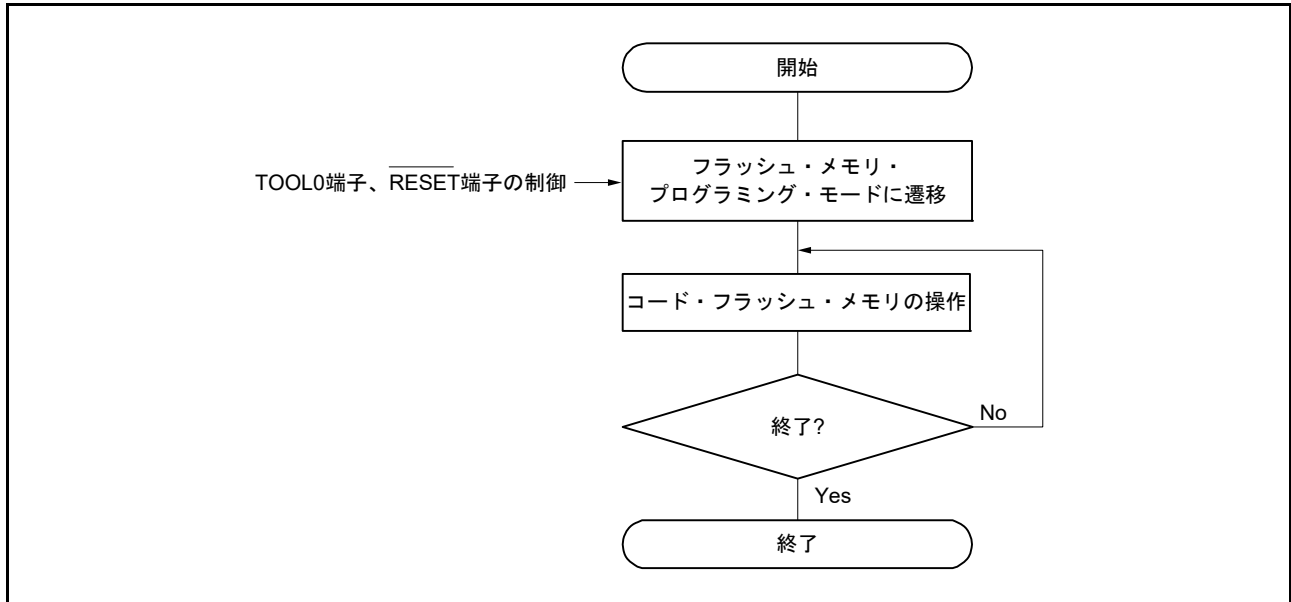 開始
TOOL0端子、RESET端子の制御
フラッシュ・メモリ・
プログラミング・モードに遷移
コード・フラッシュ・メモリの操作
終了?
No
Yes
終了